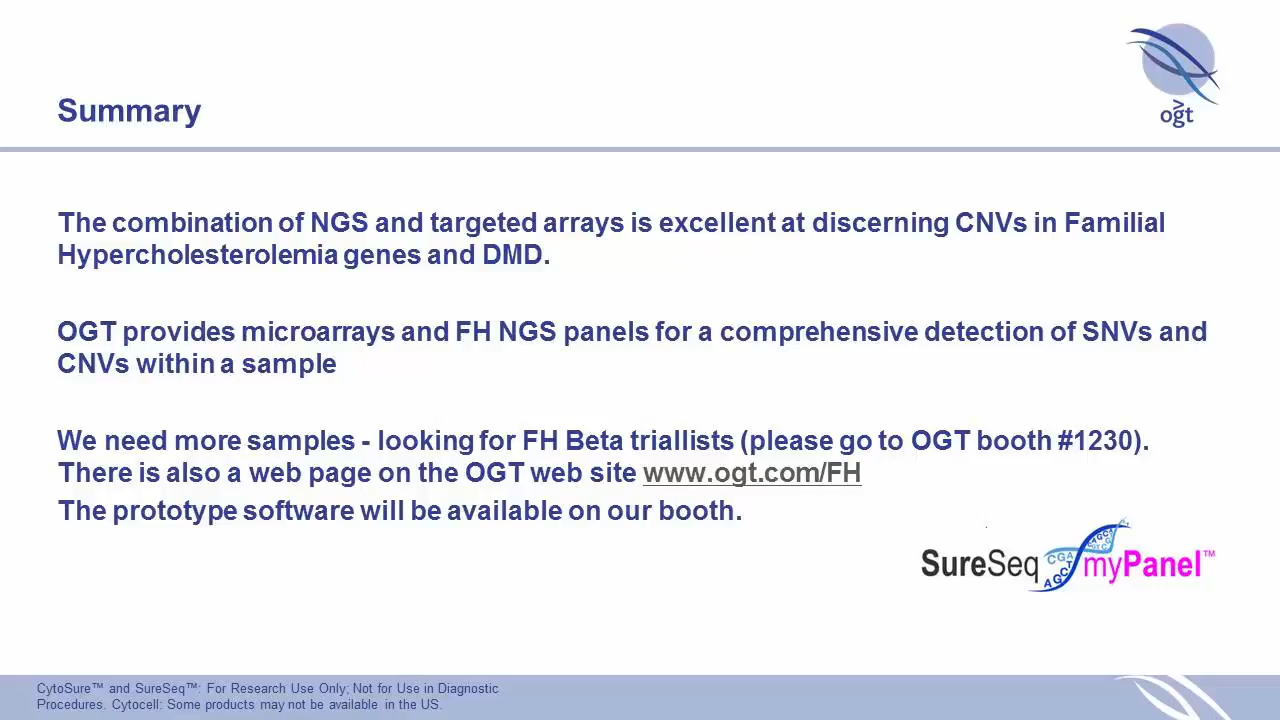 ogt
Summary
The combination of NGS and targeted arrays is excellent at discerning CNVs in Familial
Hypercholesterolemia genes and DMD.
OGT provides microarrays and FH NGS panels for a comprehensive detection of SNVs and
CNVs within a sample
We need more samples - looking for FH Beta triallists (please go to OGT booth #1230).
There is also a web page on the OGT web site www.ogt.com/FH
The prototype software will be available on our booth.
SureSeq myPanel™
CytoSure™ and SureSeq™: For Research Use Only; Not for Use in Diagnostic
Procedures. Cytocell: Some products may not be available in the US.